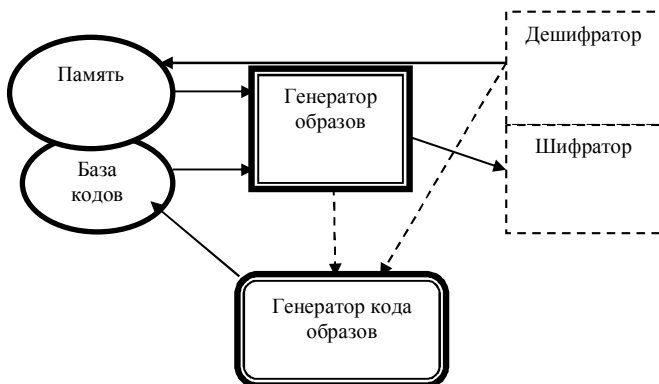 Дешифратор
Память
Генератор
образов
Шифратор
База
кодов
Генератор кода
образов